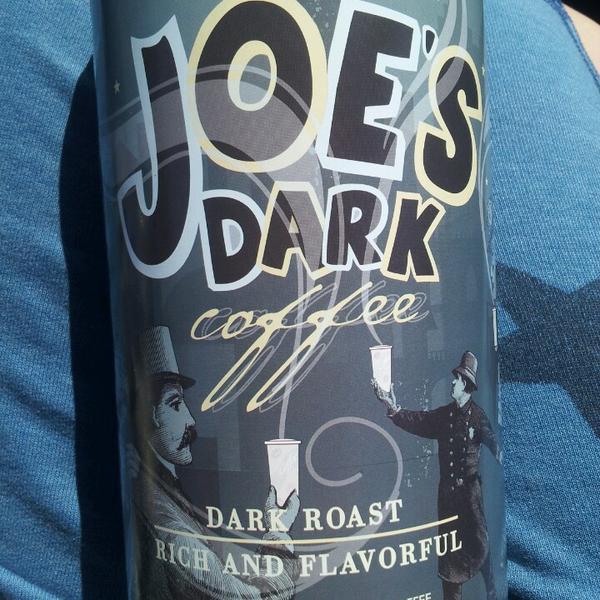 JOE'S
DARK
coffee
DARK ROAST
RICH AND FLAVORFUL